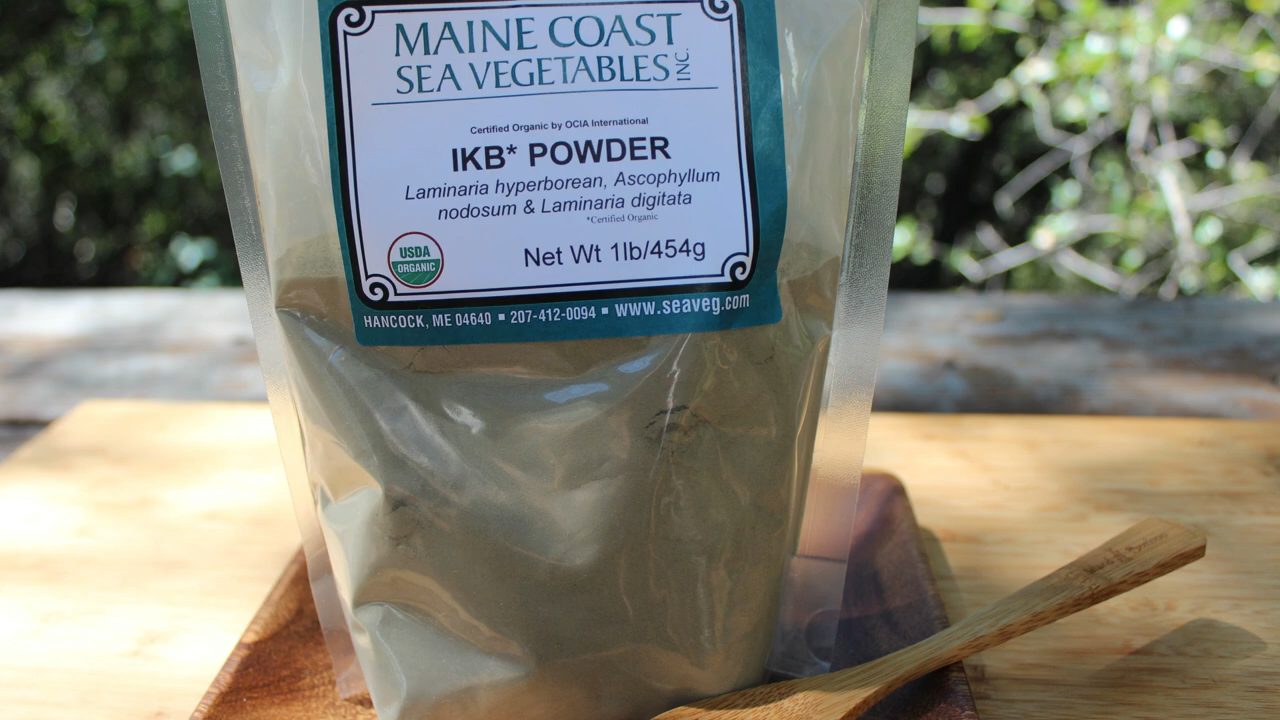 MAINE COAST
SEA VEGETABLES INC.
Certified Organic by OCIA International
IKB* POWDER
Laminaria hyperborean, Ascophyllum
nodosum & Laminaria digitata
*Certified Organic
USDA
ORGANIC
Net Wt 1lb/454g
HANCOCK, ME 04640 ▪ 207-412-0094 ▪ www.seaveg.com